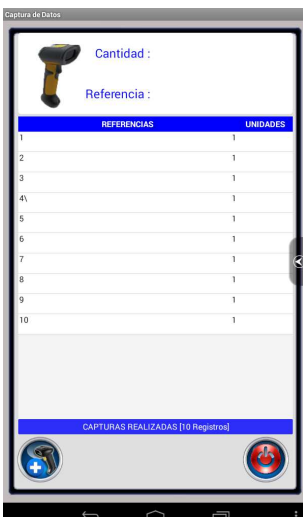 Captura de Datos
Cantidad :
Referencia :
REFERENCIAS UNIDADES
1 1
2 1
3 1
4\ 1
5 1
6 1
7 1
8 1
9 1
10 1
CAPTURAS REALIZADAS [10 Registros]